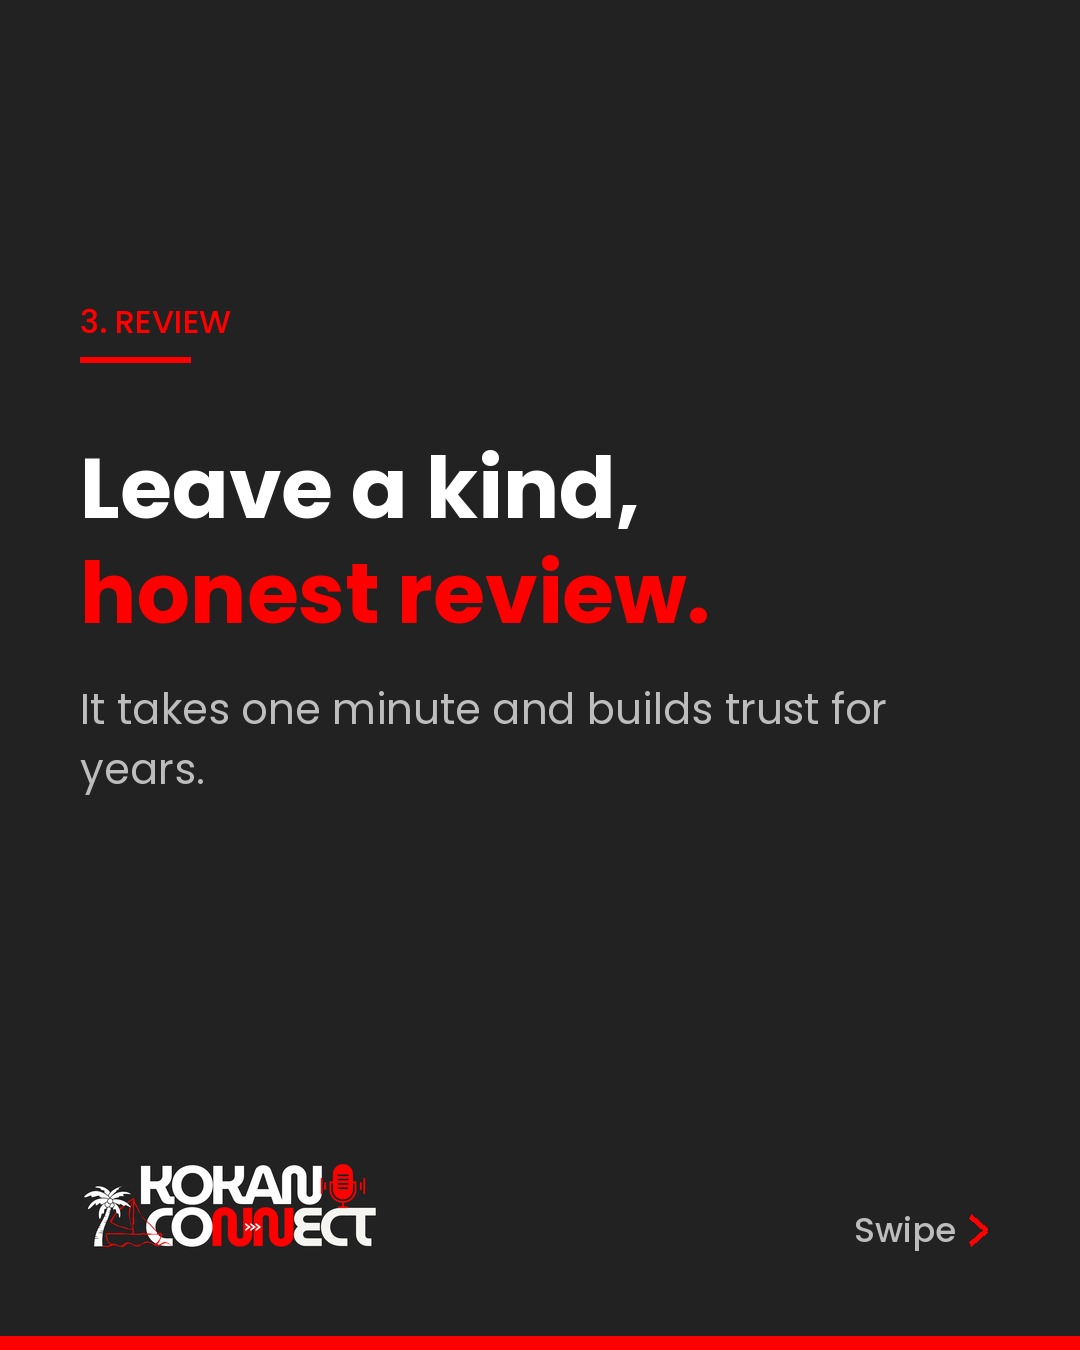 3. REVIEW
Leave a kind,
honest review.
It takes one minute and builds trust for
years.
KOKAN
CONNECT
Swipe